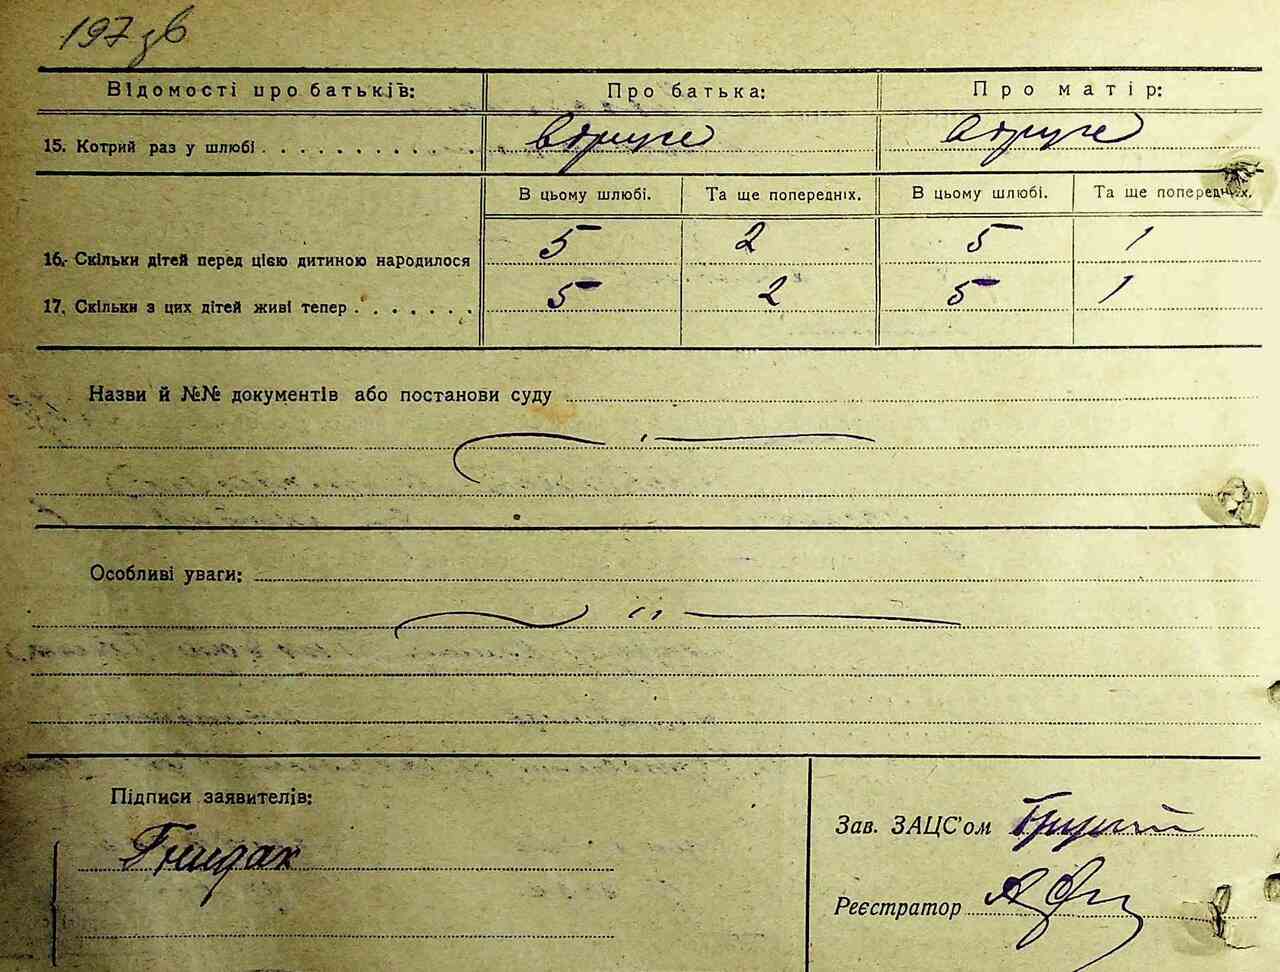 197 зв
Відомості про батьків: Про батька: Про матір:
15. Котрий раз у шлюбі . . . . . . . . . . . . вдруге вдруге
В цьому шлюбі. Та ще попередніх. В цьому шлюбі. Та ще попередніх.
16. Скільки дітей перед цією дитиною народилося 5 2 5 1
17. Скільки з цих дітей живі тепер . . . . . . . 5 2 5 1
Назви й №№ документів або постанови суду
Особливі уваги:
Підписи заявителів:
Гнидак
Зав. ЗАЦС'ом
Реєстратор